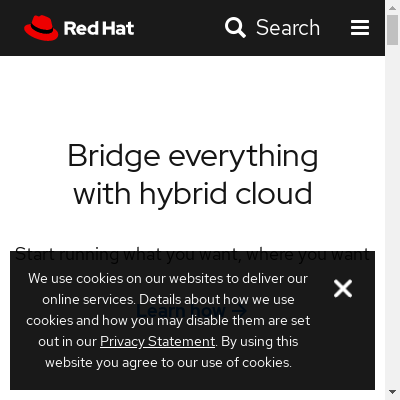 Red Hat
Search
Bridge everything
with hybrid cloud
Start running what you want, where you want
We use cookies on our websites to deliver our
online services. Details about how we use
Learn how →
cookies and how you may disable them are set
out in our Privacy Statement. By using this
website you agree to our use of cookies.